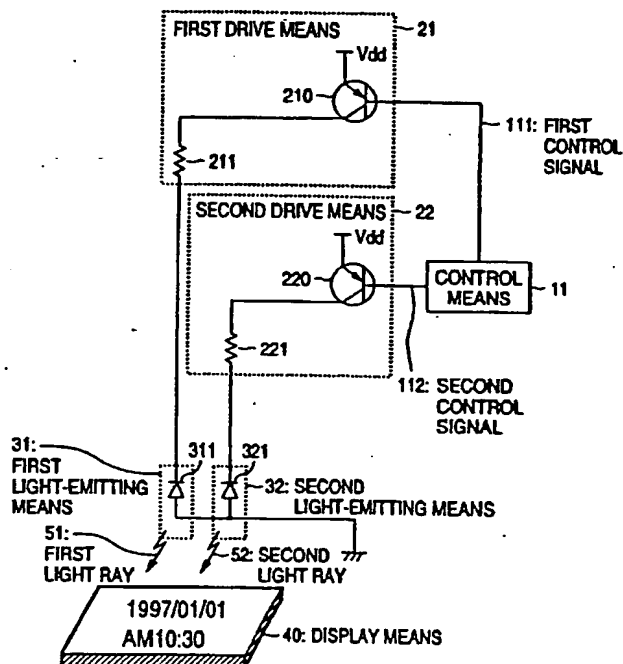 FIRST DRIVE MEANS
21
Vdd
210
211
111: FIRST
CONTROL
SIGNAL
SECOND DRIVE MEANS
22
Vdd
220
221
CONTROL
MEANS
11
112: SECOND
CONTROL
SIGNAL
31:
FIRST
LIGHT-EMITTING
MEANS
311
321
32: SECOND
LIGHT-EMITTING MEANS
51:
FIRST
LIGHT RAY
52: SECOND
LIGHT RAY
1997/01/01
AM10:30
40: DISPLAY MEANS